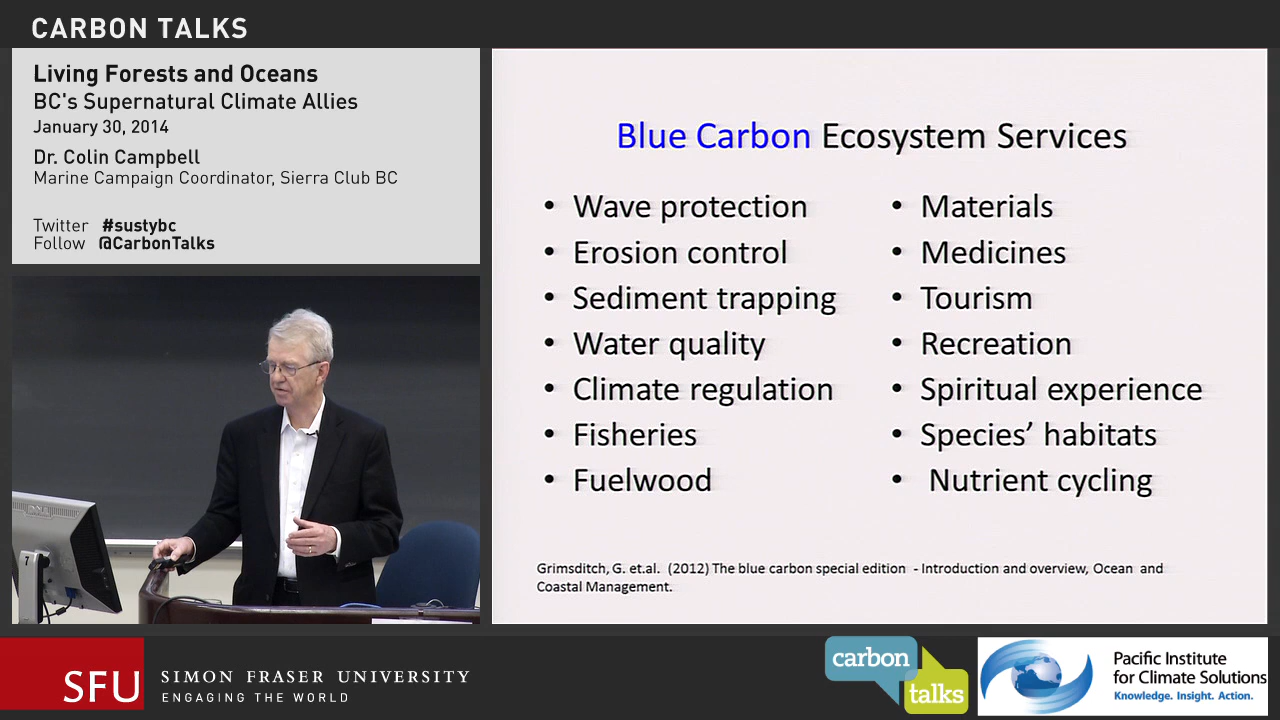 CARBON TALKS
Living Forests and Oceans
BC's Supernatural Climate Allies
January 30, 2014
Dr. Colin Campbell
Marine Campaign Coordinator, Sierra Club BC
Twitter #sustybc
Follow @CarbonTalks
Blue Carbon Ecosystem Services
• Wave protection
• Erosion control
• Sediment trapping
• Water quality
• Climate regulation
• Fisheries
• Fuelwood
• Materials
• Medicines
• Tourism
• Recreation
• Spiritual experience
• Species’ habitats
• Nutrient cycling
Grimsditch, G. et.al. (2012) The blue carbon special edition - Introduction and overview, Ocean and
Coastal Management.
7
SFU
SIMON FRASER UNIVERSITY
ENGAGING THE WORLD
carbon
talks
Pacific Institute
for Climate Solutions
Knowledge. Insight. Action.